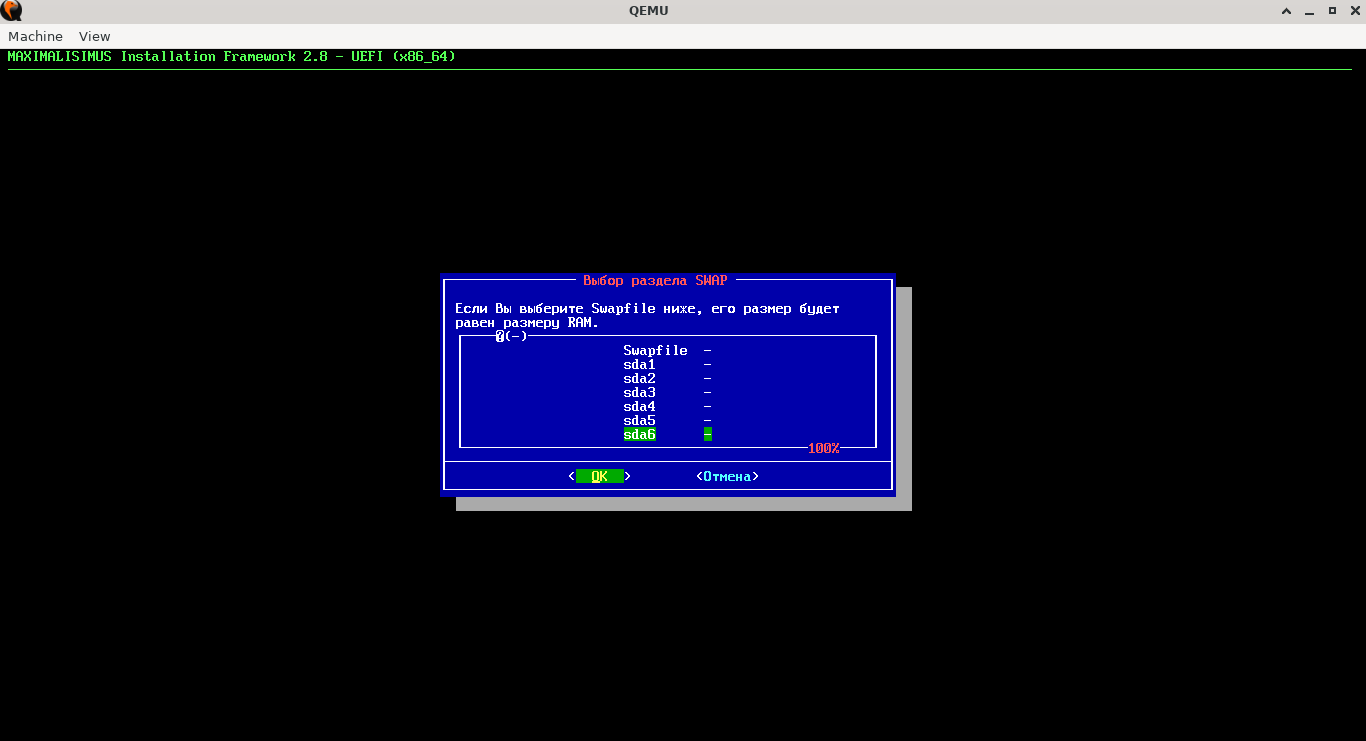 QEMU
Machine View
MAXIMALISIMUS Installation Framework 2.8 - UEFI (x86_64)
Выбор раздела SWAP
Если Вы выберите Swapfile ниже, его размер будет
равен размеру RAM.
(-)
Swapfile -
sda1 -
sda2 -
sda3 -
sda4 -
sda5 -
sda6 -
100%
< OK > <Отмена>